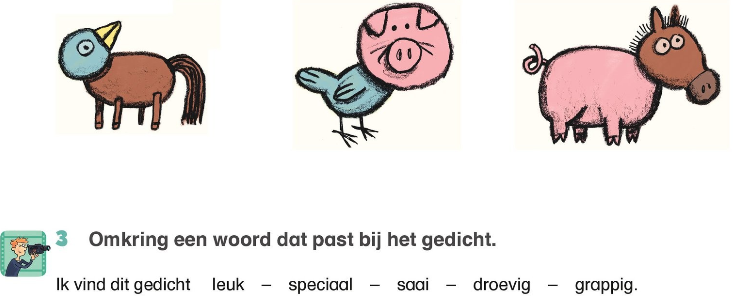 3 Omkring een woord dat past bij het gedicht.
Ik vind dit gedicht leuk – speciaal – saai – droevig – grappig.